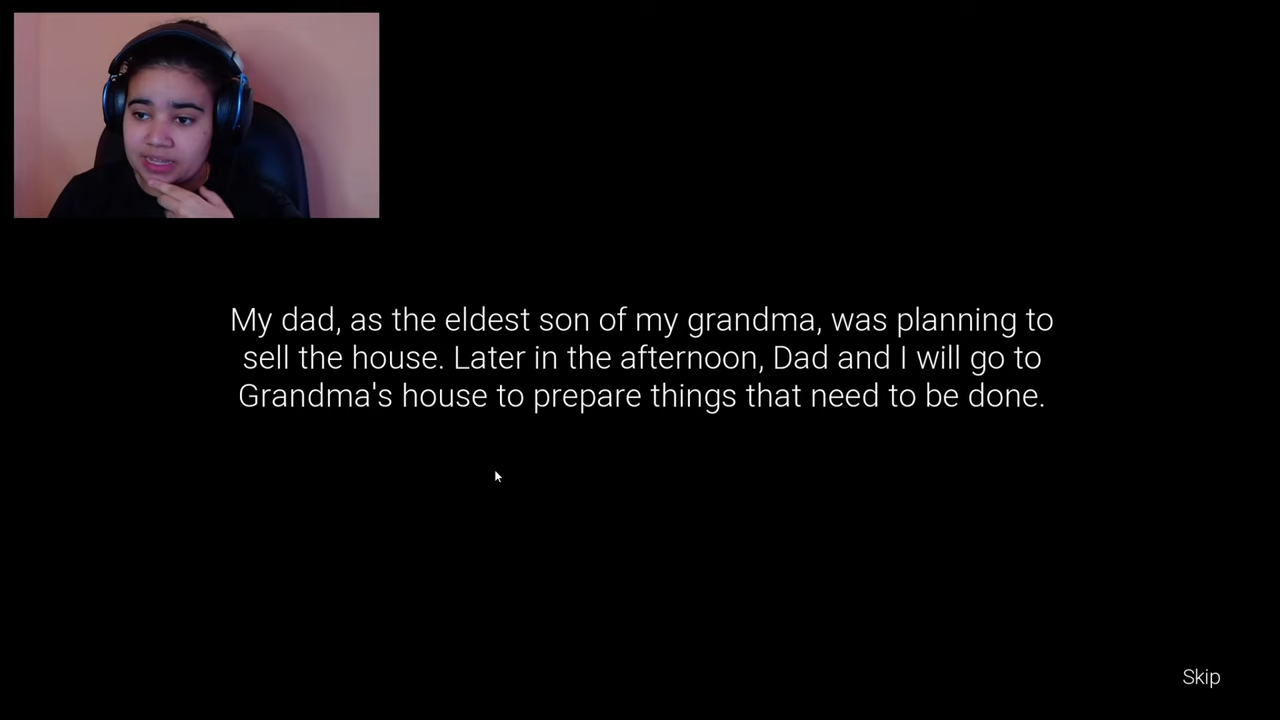 My dad, as the eldest son of my grandma, was planning to
sell the house. Later in the afternoon, Dad and I will go to
Grandma's house to prepare things that need to be done.
Skip